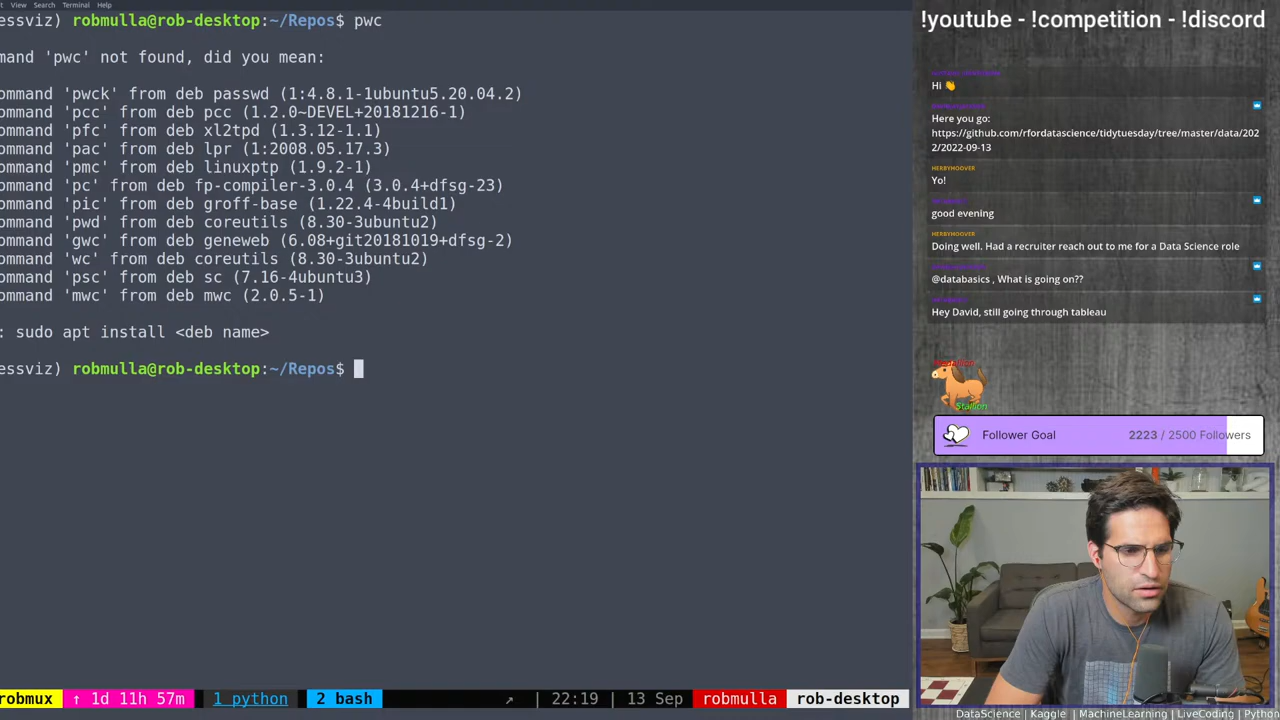 Search View Terminal Help
essviz) robmulla@rob-desktop:~/Repos$ pwc
mand 'pwc' not found, did you mean:
ommand 'pwck' from deb passwd (1:4.8.1-1ubuntu5.20.04.2)
ommand 'pcc' from deb pcc (1.2.0~DEVEL+20181216-1)
ommand 'pfc' from deb xl2tpd (1.3.12-1.1)
ommand 'pac' from deb lpr (1:2008.05.17.3)
ommand 'pmc' from deb linuxptp (1.9.2-1)
ommand 'pc' from deb fp-compiler-3.0.4 (3.0.4+dfsg-23)
ommand 'pic' from deb groff-base (1.22.4-4build1)
ommand 'pwd' from deb coreutils (8.30-3ubuntu2)
ommand 'gwc' from deb geneweb (6.08+git20181019+dfsg-2)
ommand 'wc' from deb coreutils (8.30-3ubuntu2)
ommand 'psc' from deb sc (7.16-4ubuntu3)
ommand 'mwc' from deb mwc (2.0.5-1)
: sudo apt install <deb name>
essviz) robmulla@rob-desktop:~/Repos$
robmux ↑ 1d 11h 57m 1 python 2 bash ↗ | 22:19 | 13 Sep robmulla rob-desktop
!youtube - !competition - !discord
Hi 👋
Here you go:
https://github.com/rfordatascience/tidytuesday/tree/master/data/202
2/2022-09-13
HERBYHOOVER
Yo!
good evening
HERBYHOOVER
Doing well. Had a recruiter reach out to me for a Data Science role
@databasics , What is going on??
Hey David, still going through tableau
Medallion
Stallion
Follower Goal 2223 / 2500 Followers
DataScience | Kaggle | MachineLearning | LiveCoding | Python